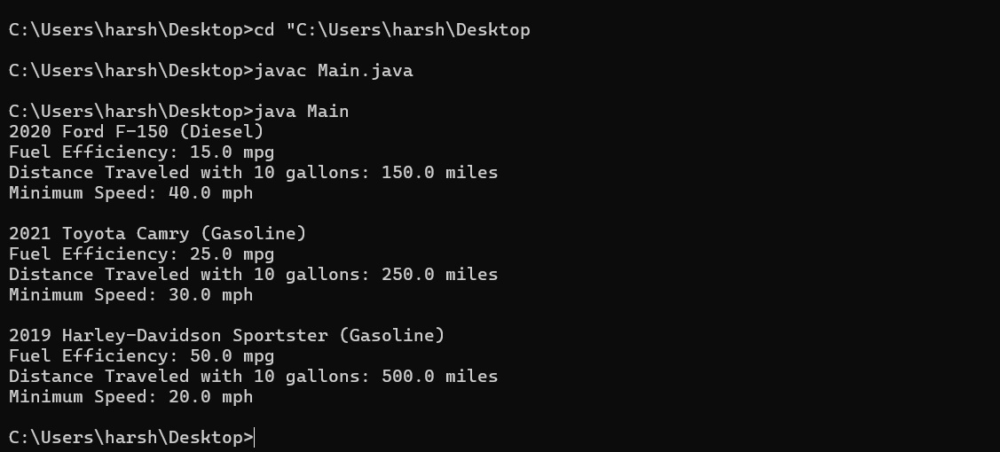 C:\Users\harsh\Desktop>cd "C:\Users\harsh\Desktop
C:\Users\harsh\Desktop>javac Main.java
C:\Users\harsh\Desktop>java Main
2020 Ford F-150 (Diesel)
Fuel Efficiency: 15.0 mpg
Distance Traveled with 10 gallons: 150.0 miles
Minimum Speed: 40.0 mph
2021 Toyota Camry (Gasoline)
Fuel Efficiency: 25.0 mpg
Distance Traveled with 10 gallons: 250.0 miles
Minimum Speed: 30.0 mph
2019 Harley-Davidson Sportster (Gasoline)
Fuel Efficiency: 50.0 mpg
Distance Traveled with 10 gallons: 500.0 miles
Minimum Speed: 20.0 mph
C:\Users\harsh\Desktop>